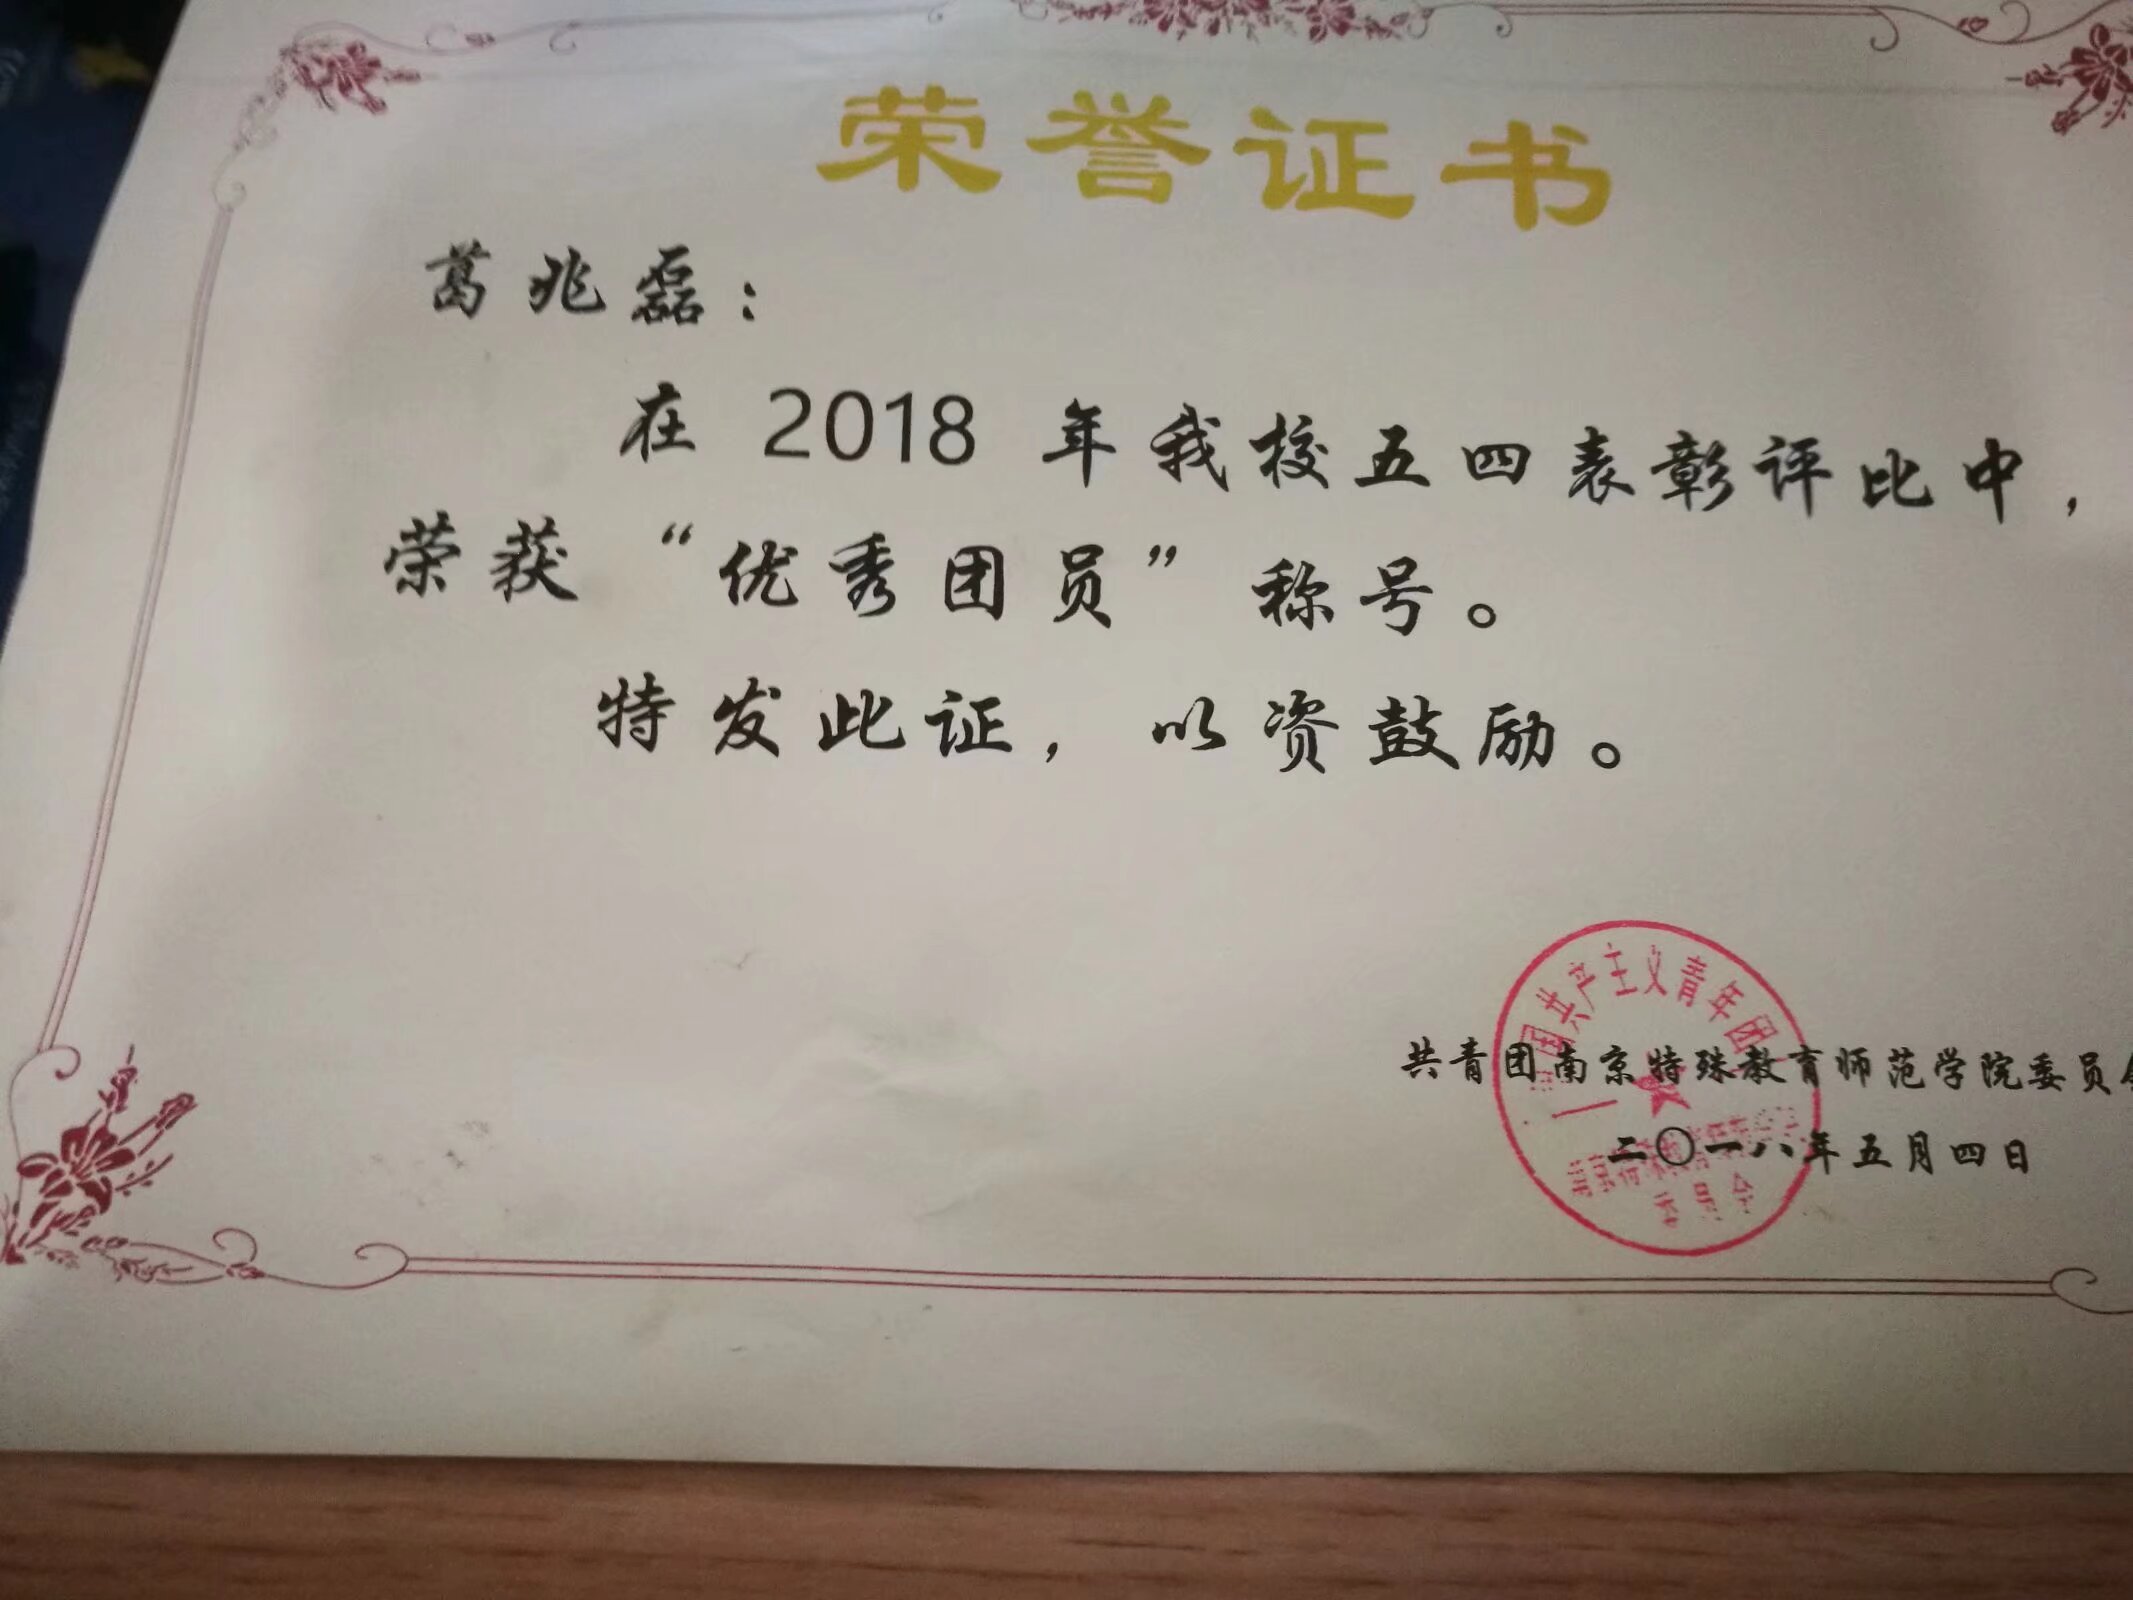 荣誉证书
葛兆磊：
在 2018 年我校五四表彰评比中，
荣获“优秀团员”称号。
特发此证，以资鼓励。
国共产主义青年团
共青团南京特殊教育师范学院委员
二〇一八年五月四日
委员会